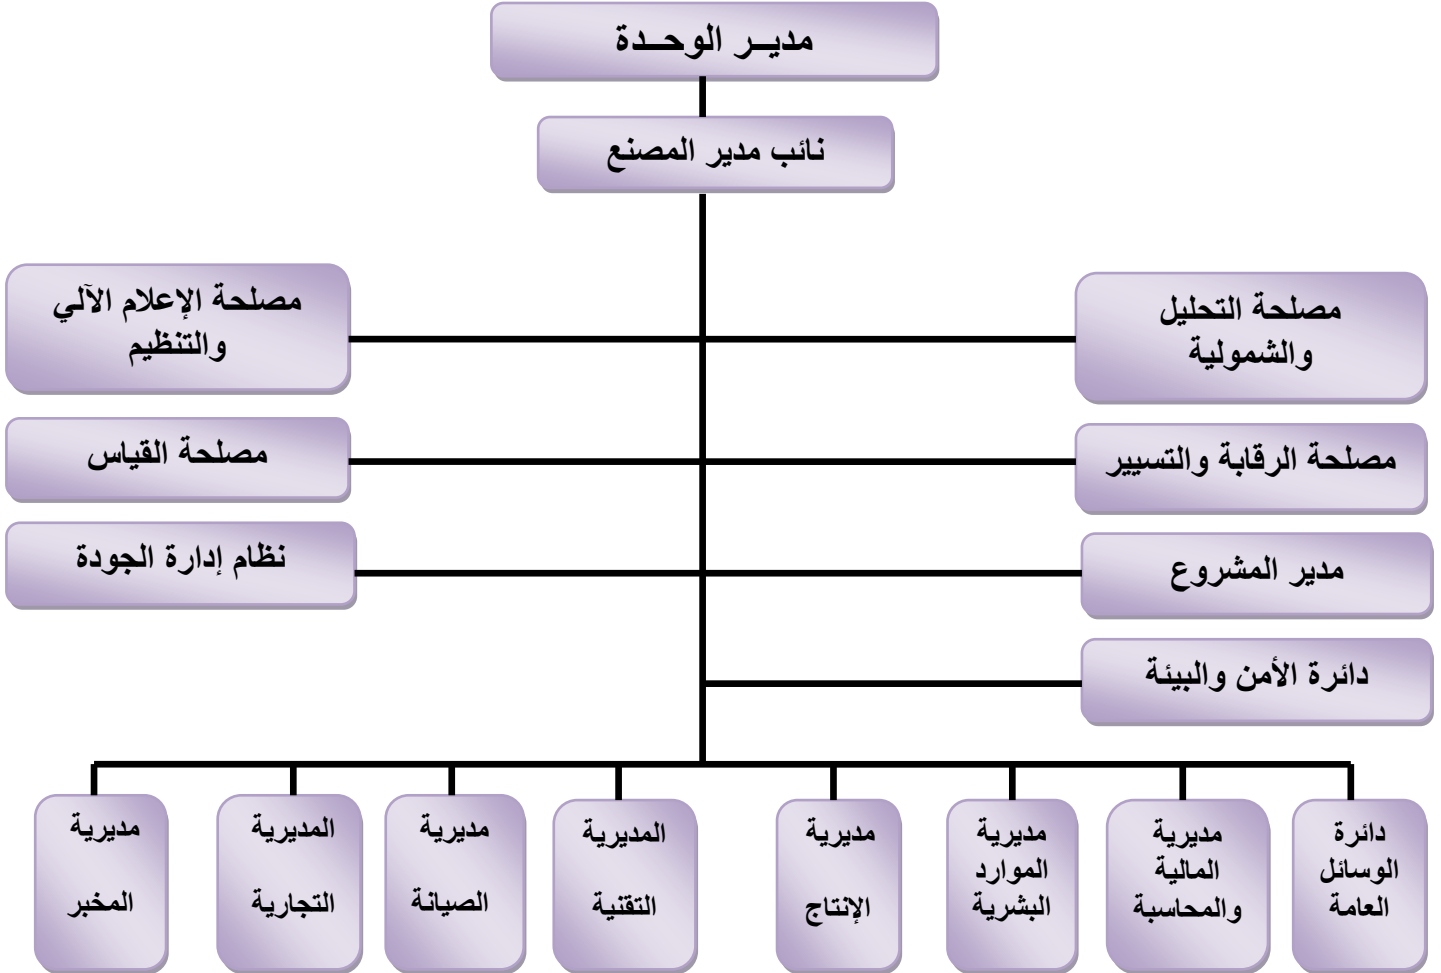 مديــر الوحــدة
نائب مدير المصنع
مصلحة التحليل
والشمولية
مصلحة الإعلام الآلي
والتنظيم
مصلحة الرقابة والتسيير
مصلحة القياس
مدير المشروع
نظام إدارة الجودة
دائرة الأمن والبيئة
دائرة
الوسائل
العامة
مديرية
المالية
والمحاسبة
مديرية
الموارد
البشرية
مديرية
الإنتاج
المديرية
التقنية
مديرية
الصيانة
المديرية
التجارية
مديرية
المخبر